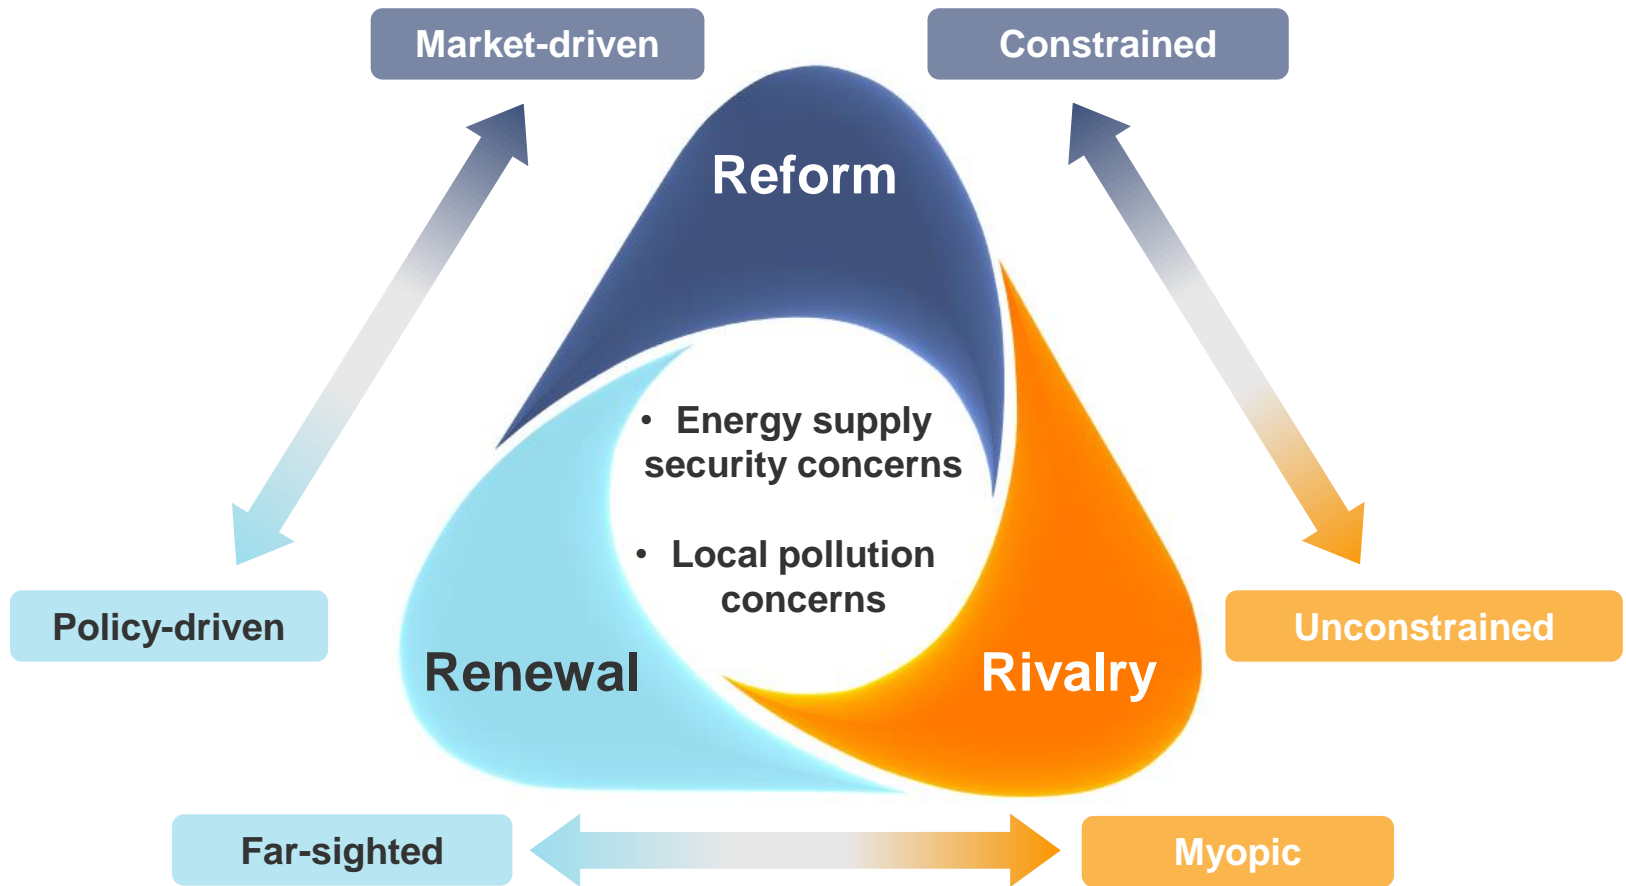 Market-driven
Constrained
Reform
• Energy supply
security concerns
• Local pollution
concerns
Policy-driven
Unconstrained
Renewal
Rivalry
Far-sighted
Myopic